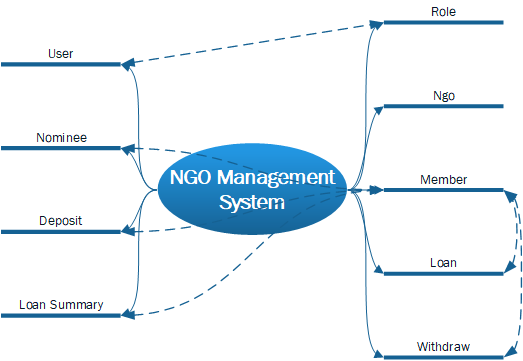 Role
User
Ngo
Nominee
NGO Management
System
Member
Deposit
Loan
Loan Summary
Withdraw